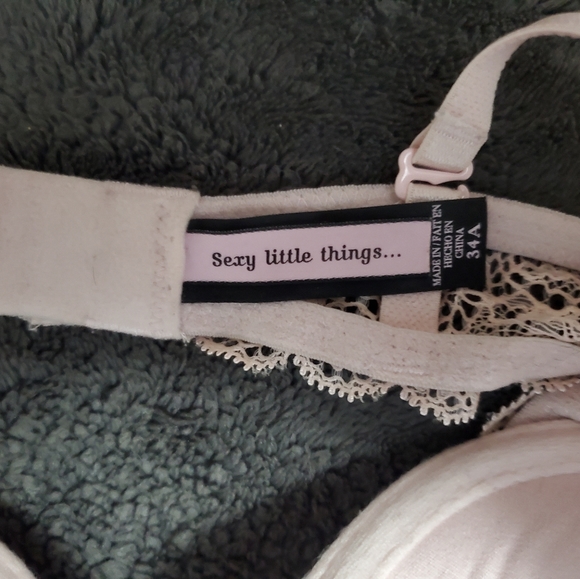 Sexy little things...
MADE IN / FAIT EN
HECHO EN
CHINA
34A